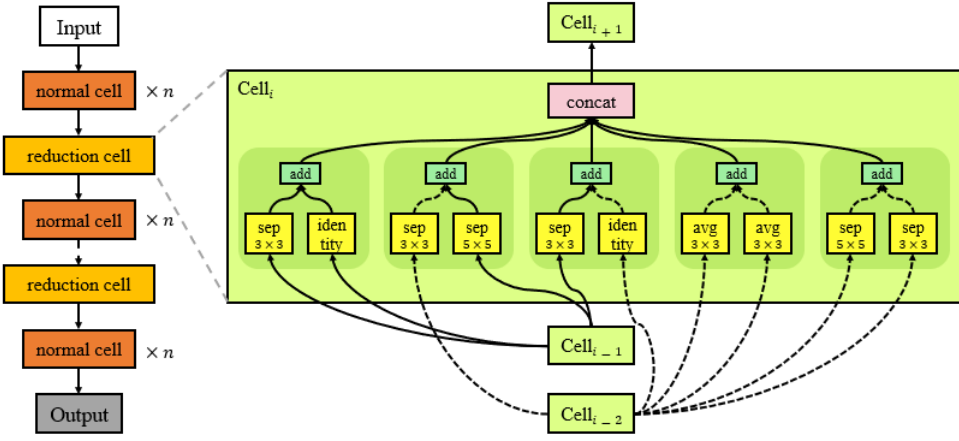 Input
normal cell × n
reduction cell
normal cell × n
reduction cell
normal cell × n
Output
Cell i + 1
Cell i
concat
add add add add add
sep iden sep sep sep iden avg avg sep sep
3 × 3 tity 3 × 3 5 × 5 3 × 3 tity 3 × 3 3 × 3 5 × 5 3 × 3
Cell i − 1
Cell i − 2